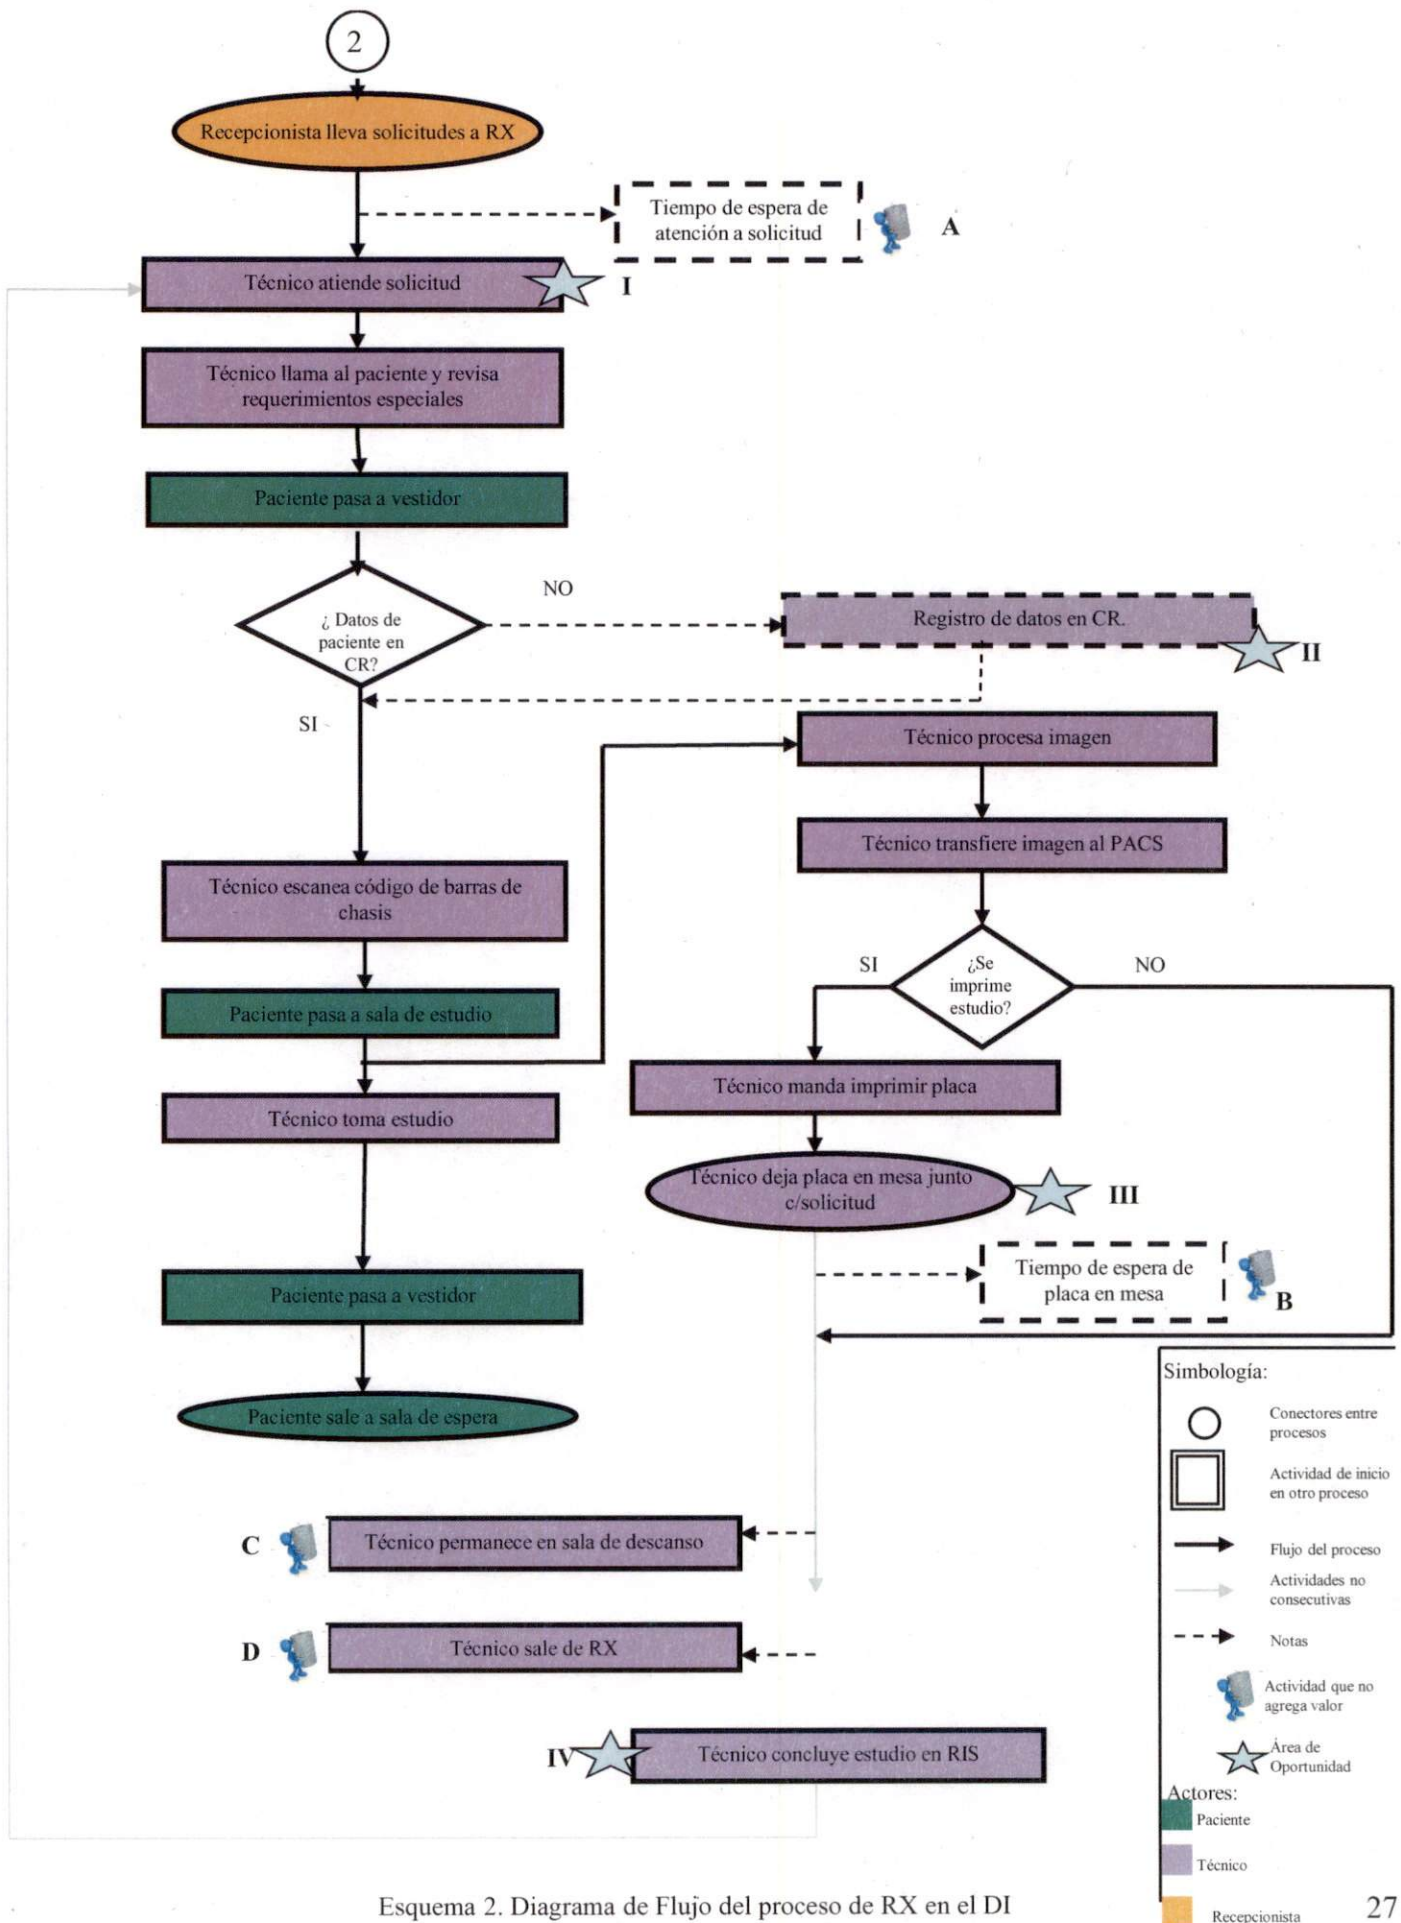 2
Recepcionista lleva solicitudes a RX
Tiempo de espera de
atención a solicitud
A
Técnico atiende solicitud
I
Técnico llama al paciente y revisa
requerimientos especiales
Paciente pasa a vestidor
¿ Datos de
paciente en
CR?
NO
Registro de datos en CR.
II
SI
Técnico procesa imagen
Técnico transfiere imagen al PACS
Técnico escanea código de barras de
chasis
Paciente pasa a sala de estudio
Técnico toma estudio
SI
¿Se
imprime
estudio?
NO
Técnico manda imprimir placa
Técnico deja placa en mesa junto
c/solicitud
III
Tiempo de espera de
placa en mesa
B
Paciente pasa a vestidor
Paciente sale a sala de espera
C
Técnico permanece en sala de descanso
D
Técnico sale de RX
IV
Técnico concluye estudio en RIS
Simbología:
Conectores entre
procesos
Actividad de inicio
en otro proceso
Flujo del proceso
Actividades no
consecutivas
Notas
Actividad que no
agrega valor
Área de
Oportunidad
Actores:
Paciente
Técnico
Recepcionista
Esquema 2. Diagrama de Flujo del proceso de RX en el DI
27